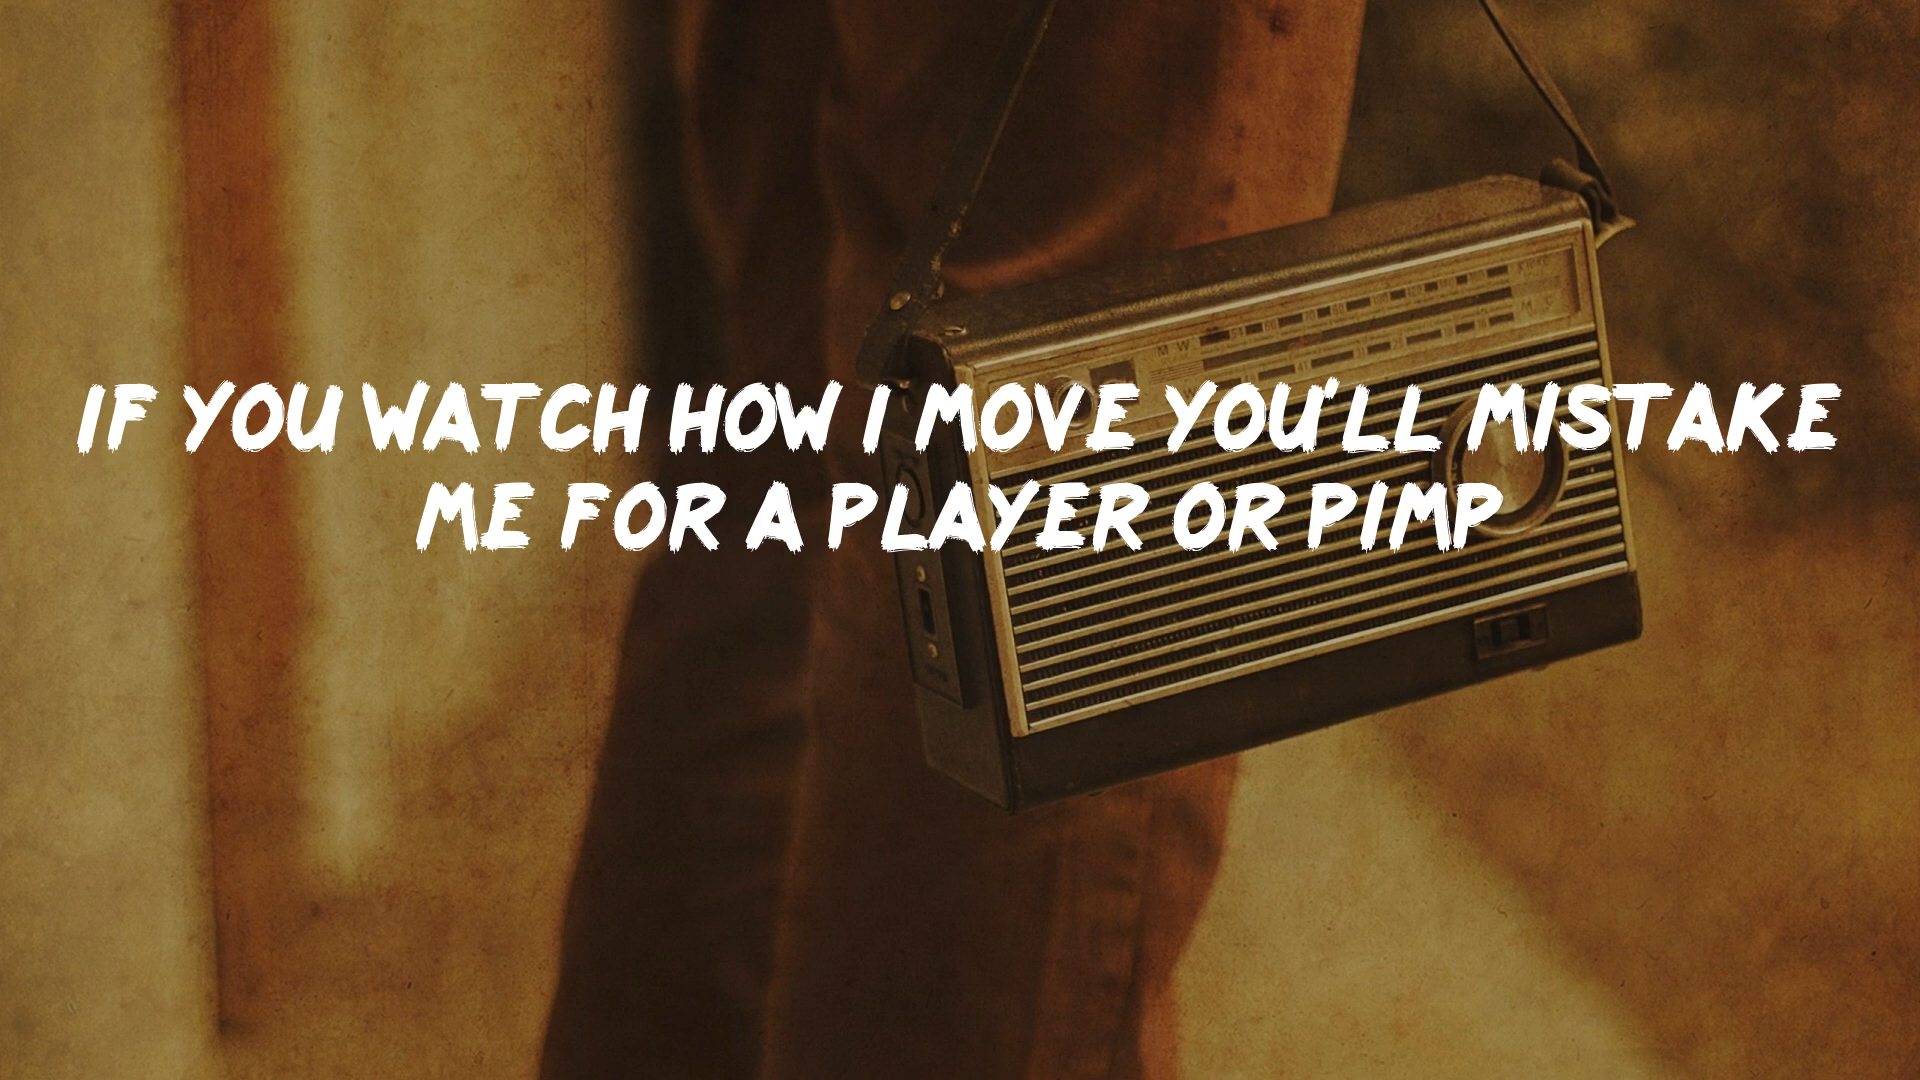 IF YOU WATCH HOW I MOVE YOU'LL MISTAKE
ME FOR A PLAYER OR PIMP
M W